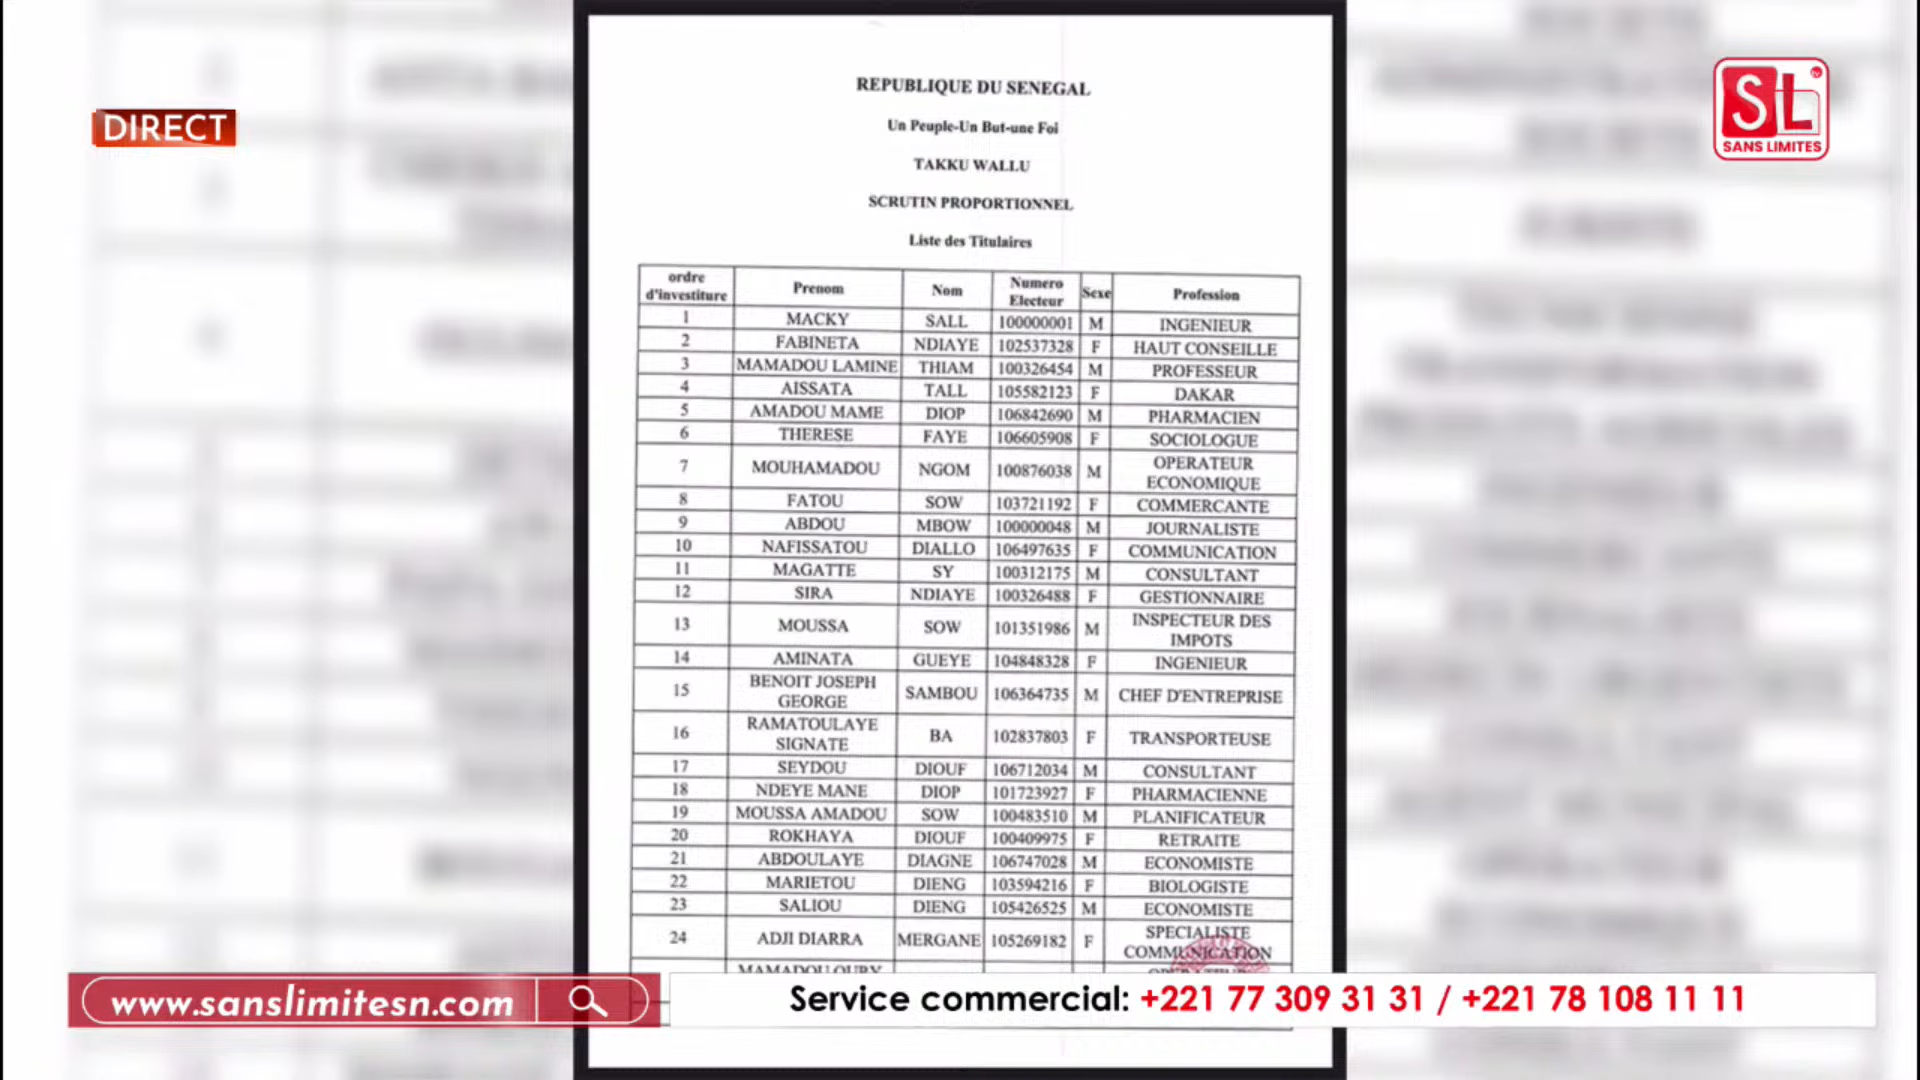 DIRECT
SL
SANS LIMITES
REPUBLIQUE DU SENEGAL
Un Peuple-Un But-une Foi
TAKKU WALLU
SCRUTIN PROPORTIONNEL
Liste des Titulaires
ordre d'investiture Prenom Nom Numero Electeur Sexe Profession
1 MACKY SALL 100000001 M INGENIEUR
2 FABINETA NDIAYE 102537328 F HAUT CONSEILLE
3 MAMADOU LAMINE THIAM 100326454 M PROFESSEUR
4 AISSATA TALL 105582123 F DAKAR
5 AMADOU MAME DIOP 106842690 M PHARMACIEN
6 THERESE FAYE 106605908 F SOCIOLOGUE
7 MOUHAMADOU NGOM 100876038 M OPERATEUR ECONOMIQUE
8 FATOU SOW 103721192 F COMMERCANTE
9 ABDOU MBOW 100000048 M JOURNALISTE
10 NAFISSATOU DIALLO 106497635 F COMMUNICATION
11 MAGATTE SY 100312175 M CONSULTANT
12 SIRA NDIAYE 100326488 F GESTIONNAIRE
13 MOUSSA SOW 101351986 M INSPECTEUR DES IMPOTS
14 AMINATA GUEYE 104848328 F INGENIEUR
15 BENOIT JOSEPH GEORGE SAMBOU 106364735 M CHEF D'ENTREPRISE
16 RAMATOULAYE SIGNATE BA 102837803 F TRANSPORTEUSE
17 SEYDOU DIOUF 106712034 M CONSULTANT
18 NDEYE MANE DIOP 101723927 F PHARMACIENNE
19 MOUSSA AMADOU SOW 100483510 M PLANIFICATEUR
20 ROKHAYA DIOUF 100409975 F RETRAITE
21 ABDOULAYE DIAGNE 106747028 M ECONOMISTE
22 MARIETOU DIENG 103594216 F BIOLOGISTE
23 SALIOU DIENG 105426525 M ECONOMISTE
24 ADJI DIARRA MERGANE 105269182 F SPECIALISTE COMMUNICATION
MAMADOU OURY
www.sanslimitesn.com
Service commercial: +221 77 309 31 31 / +221 78 108 11 11